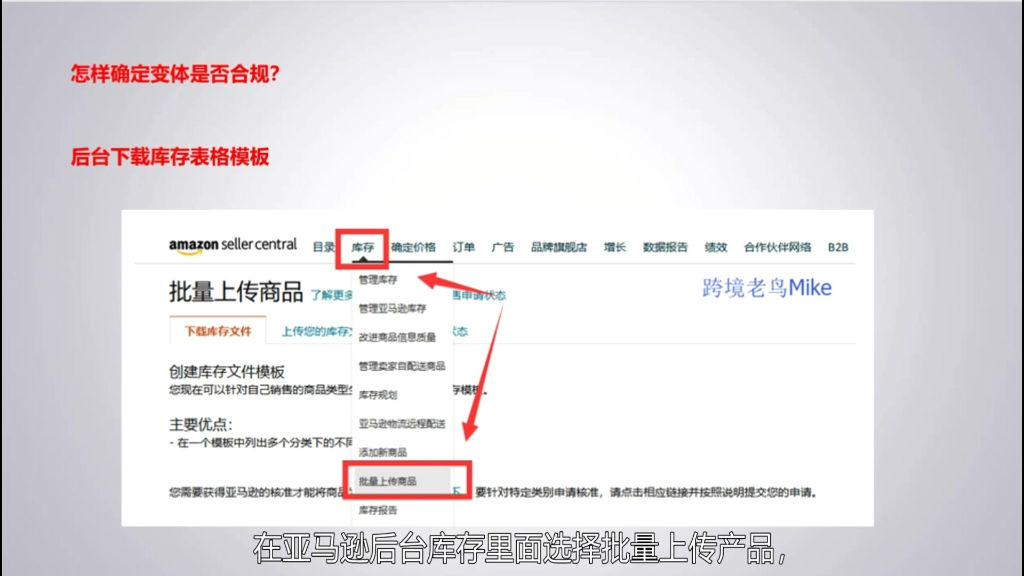 怎样确定变体是否合规?
后台下载库存表格模板
amazon seller central 目录 库存 确定价格 订单 广告 品牌旗舰店 增长 数据报告 绩效 合作伙伴网络 B2B
批量上传商品 了解更多 售申请状态
跨境老鸟Mike
下载库存文件 上传您的库存文 状态
管理库存
管理亚马逊库存
改进商品信息质量
管理卖家自配送商品
库存规划
亚马逊物流远程配送
添加新商品
批量上传商品
库存报告
创建库存文件模板
您现在可以针对自己销售的商品类型生 存模板。
主要优点:
- 在一个模板中列出多个分类下的不同
您需要获得亚马逊的核准才能将商品 要针对特定类别申请核准，请点击相应链接并按照说明提交您的申请。
在亚马逊后台库存里面选择批量上传产品，